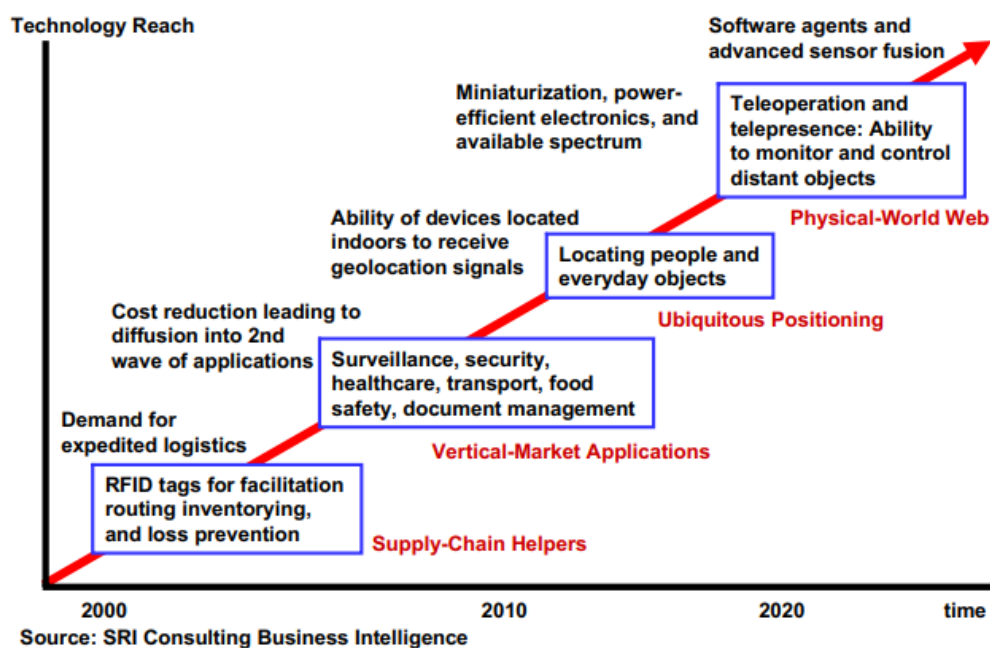 Technology Reach
Software agents and
advanced sensor fusion
Miniaturization, power-
efficient electronics, and
available spectrum
Teleoperation and
telepresence: Ability
to monitor and control
distant objects
Physical-World Web
Ability of devices located
indoors to receive
geolocation signals
Locating people and
everyday objects
Ubiquitous Positioning
Cost reduction leading to
diffusion into 2nd
wave of applications
Surveillance, security,
healthcare, transport, food
safety, document management
Vertical-Market Applications
Demand for
expedited logistics
RFID tags for facilitation
routing inventorying,
and loss prevention
Supply-Chain Helpers
2000 2010 2020 time
Source: SRI Consulting Business Intelligence